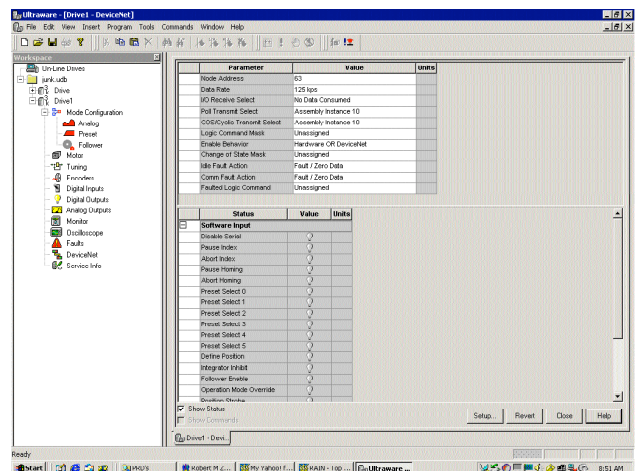 Ultraware - [Drive1 - DeviceNet]
File Edit View Insert Program Tools Commands Window Help
Workspace
On-Line Drives
junk.udb
Drive
Drive1
Mode Configuration
Analog
Preset
Follower
Motor
Tuning
Encoders
Digital Inputs
Digital Outputs
Analog Outputs
Monitor
Oscilloscope
Faults
DeviceNet
Service Info
Parameter Value Units
Node Address 63
Data Rate 125 kps
I/O Receive Select No Data Consumed
Poll Transmit Select Assembly Instance 10
COS/Cyclic Transmit Select Assembly Instance 10
Logic Command Mask Unassigned
Enable Behavior Hardware OR DeviceNet
Change of State Mask Unassigned
Idle Fault Action Fault / Zero Data
Comm Fault Action Fault / Zero Data
Faulted Logic Command Unassigned
Status Value Units
Software Input
Disable Serial
Pause Index
Abort Index
Pause Homing
Abort Homing
Preset Select 0
Preset Select 1
Preset Select 2
Preset Select 3
Preset Select 4
Preset Select 5
Define Position
Integrator Inhibit
Follower Enable
Operation Mode Override
Position Strobe
Show Status
Show Commands
Setup... Revert Close Help
Drive1 - Devi...
Ready
Start Robert M Z... My Yahoo! f... RAIN - Top ... Ultraware ... 8:51 AM